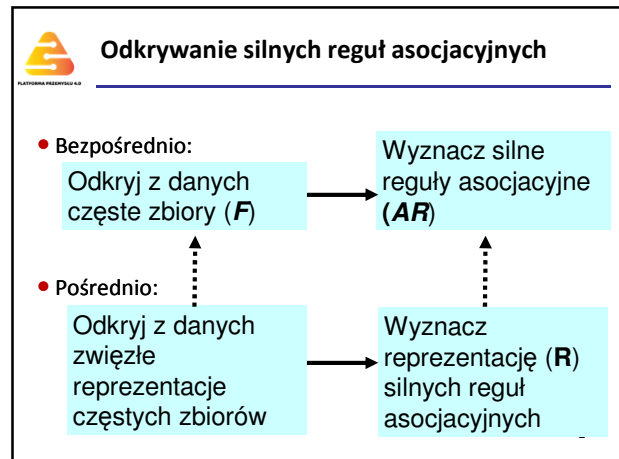 Odkrywanie silnych reguł asocjacyjnych
PLATFORMA PRZEMYSŁU 4.0
• Bezpośrednio:
Odkryj z danych
częste zbiory (F)
Wyznacz silne
reguły asocjacyjne
(AR)
• Pośrednio:
Odkryj z danych
zwięzłe
reprezentacje
częstych zbiorów
Wyznacz
reprezentację (R)
silnych reguł
asocjacyjnych